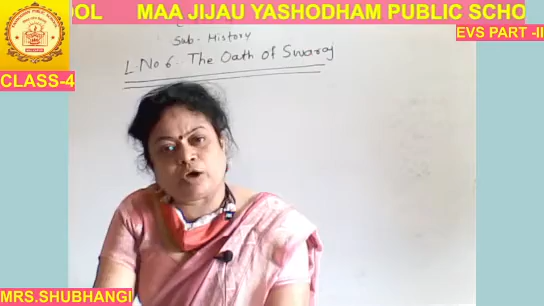 OOL MAA JIJAU YASHODHAM PUBLIC SCHO
EVS PART -II
Sub- History
L.No 6. The Oath of Swaraj
CLASS-4
MRS.SHUBHANGI